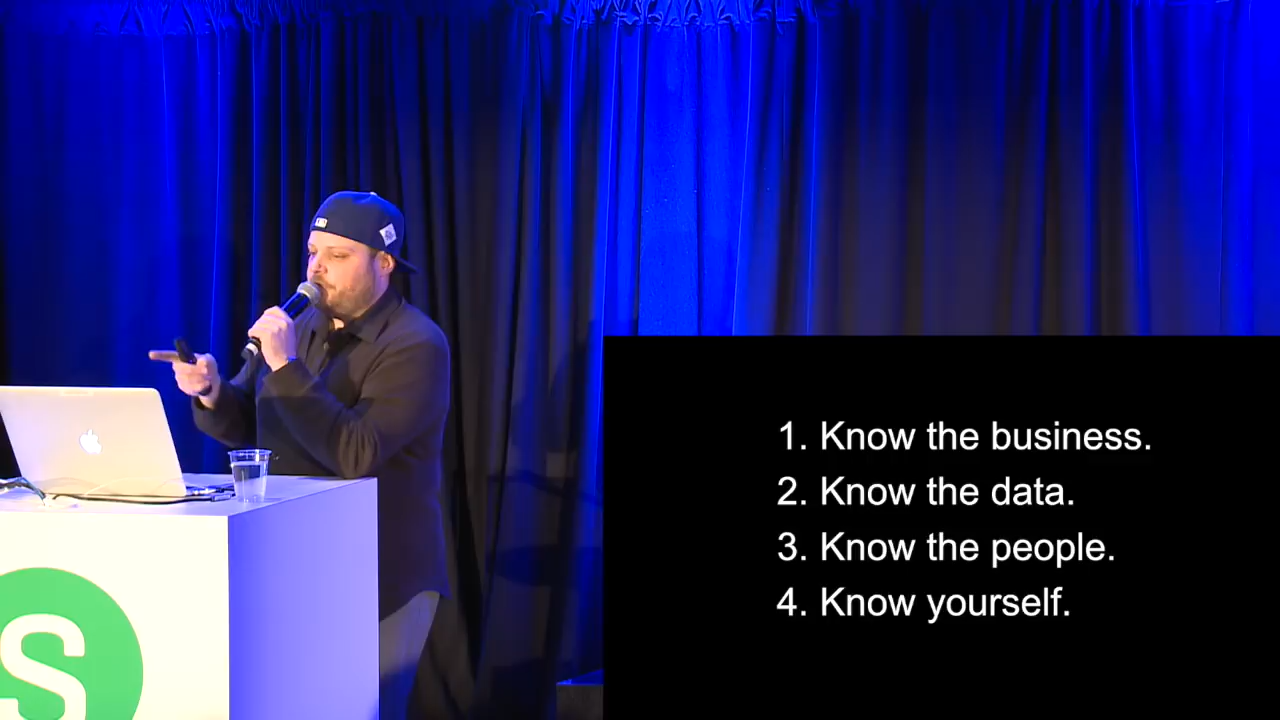 1. Know the business.
2. Know the data.
3. Know the people.
4. Know yourself.
S